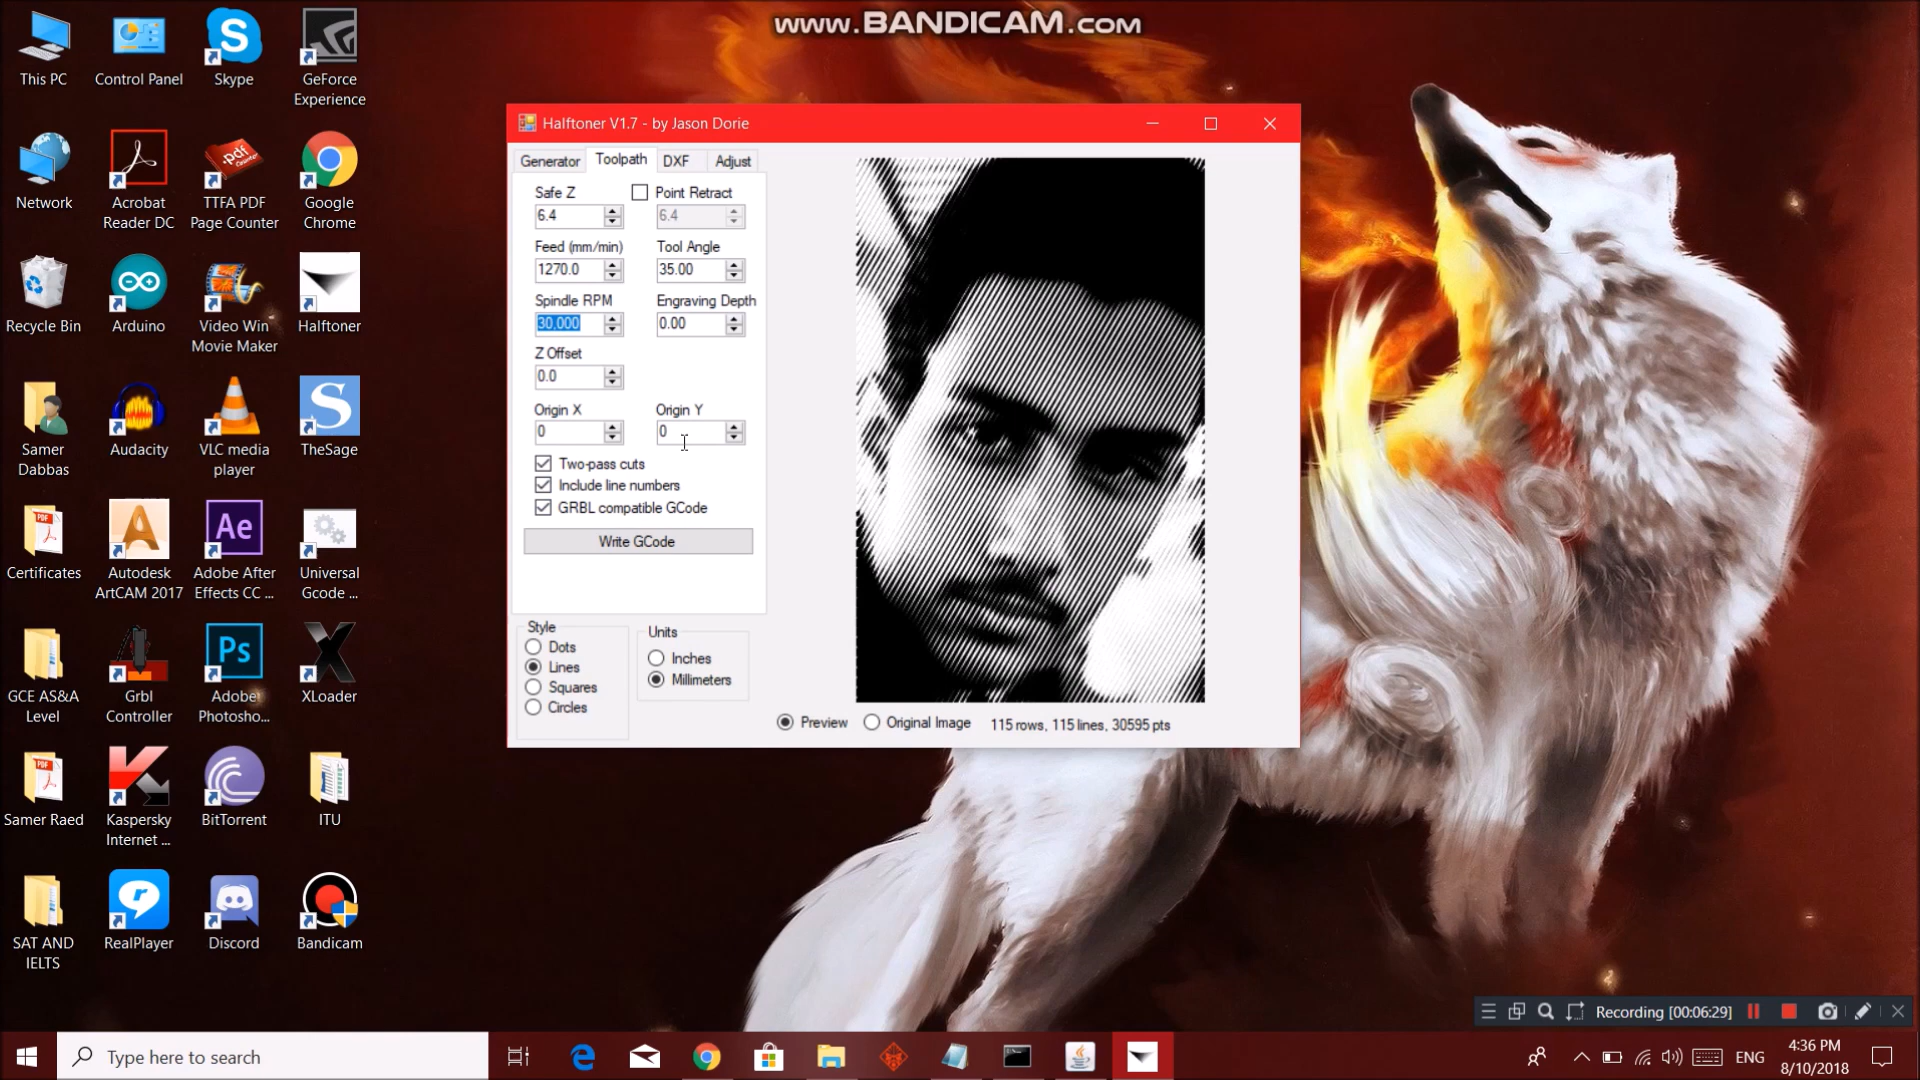 www.BANDICAM.com
This PC
Control Panel
Skype
GeForce
Experience
Network
Acrobat
Reader DC
TTFA PDF
Page Counter
Google
Chrome
Recycle Bin
Arduino
Video Win
Movie Maker
Halftoner
Samer
Dabbas
Audacity
VLC media
player
TheSage
Certificates
Autodesk
ArtCAM 2017
Adobe After
Effects CC ...
Universal
Gcode ...
GCE AS&A
Level
Grbl
Controller
Adobe
Photosho...
XLoader
Samer Raed
Kaspersky
Internet ...
BitTorrent
ITU
SAT AND
IELTS
RealPlayer
Discord
Bandicam
Halftoner V1.7 - by Jason Dorie
Generator Toolpath DXF Adjust
Safe Z Point Retract
6.4 6.4
Feed (mm/min) Tool Angle
1270.0 35.00
Spindle RPM Engraving Depth
30,000 0.00
Z Offset
0.0
Origin X Origin Y
0 0
Two-pass cuts
Include line numbers
GRBL compatible GCode
Write GCode
Style
Dots
Lines
Squares
Circles
Units
Inches
Millimeters
Preview Original Image 115 rows, 115 lines, 30595 pts
Recording [00:06:29]
Type here to search
ENG
4:36 PM
8/10/2018